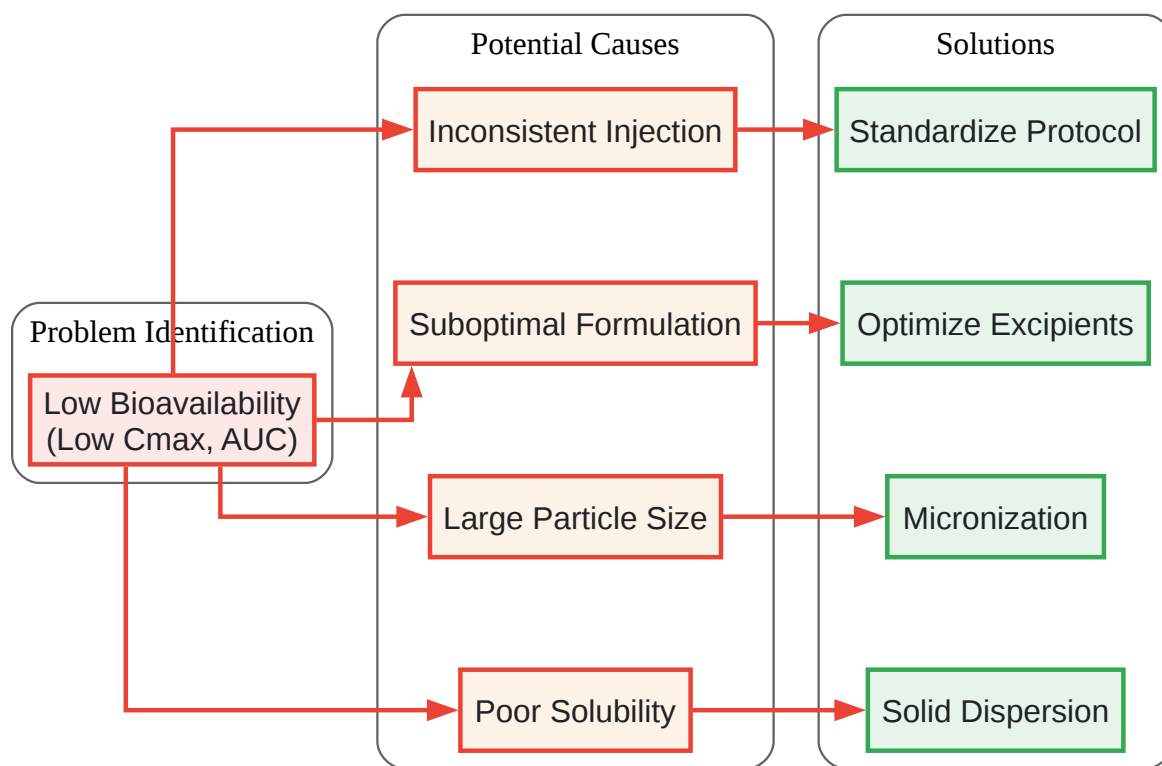 Potential Causes
Solutions
Inconsistent Injection
Standardize Protocol
Problem Identification
Suboptimal Formulation
Optimize Excipients
Low Bioavailability
(Low Cmax, AUC)
Large Particle Size
Micronization
Poor Solubility
Solid Dispersion